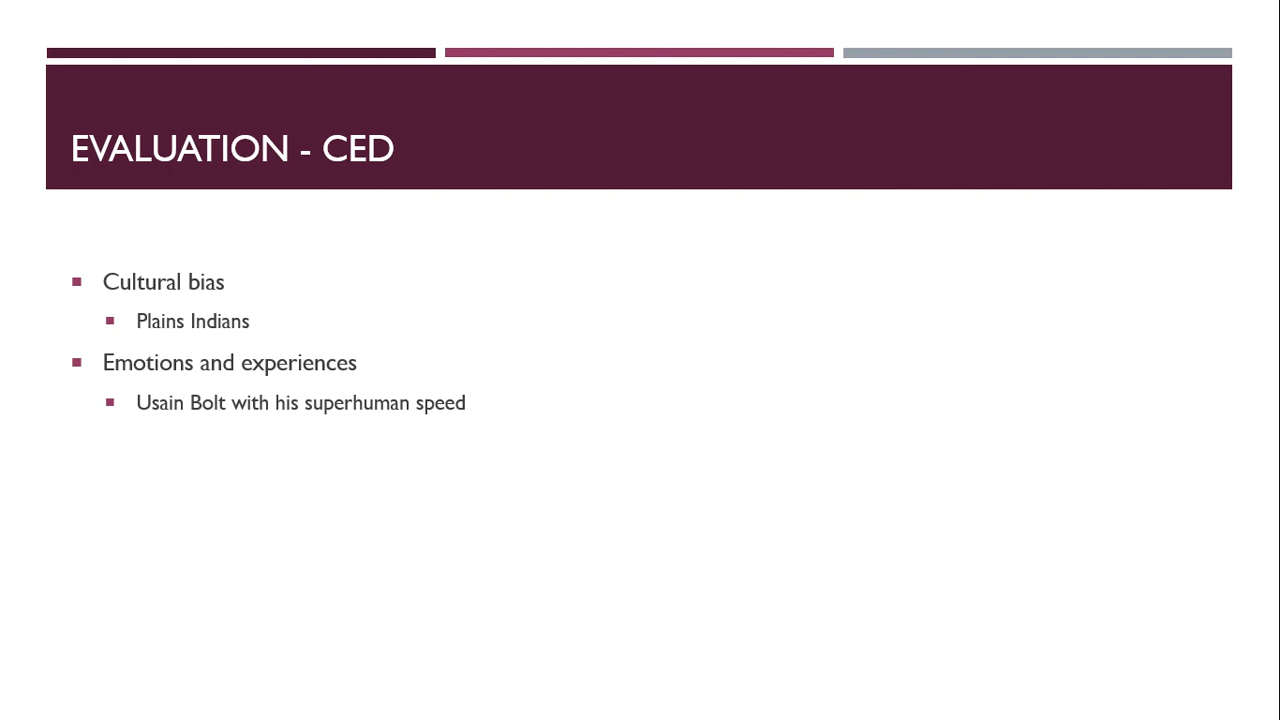 EVALUATION - CED
Cultural bias
Plains Indians
Emotions and experiences
Usain Bolt with his superhuman speed